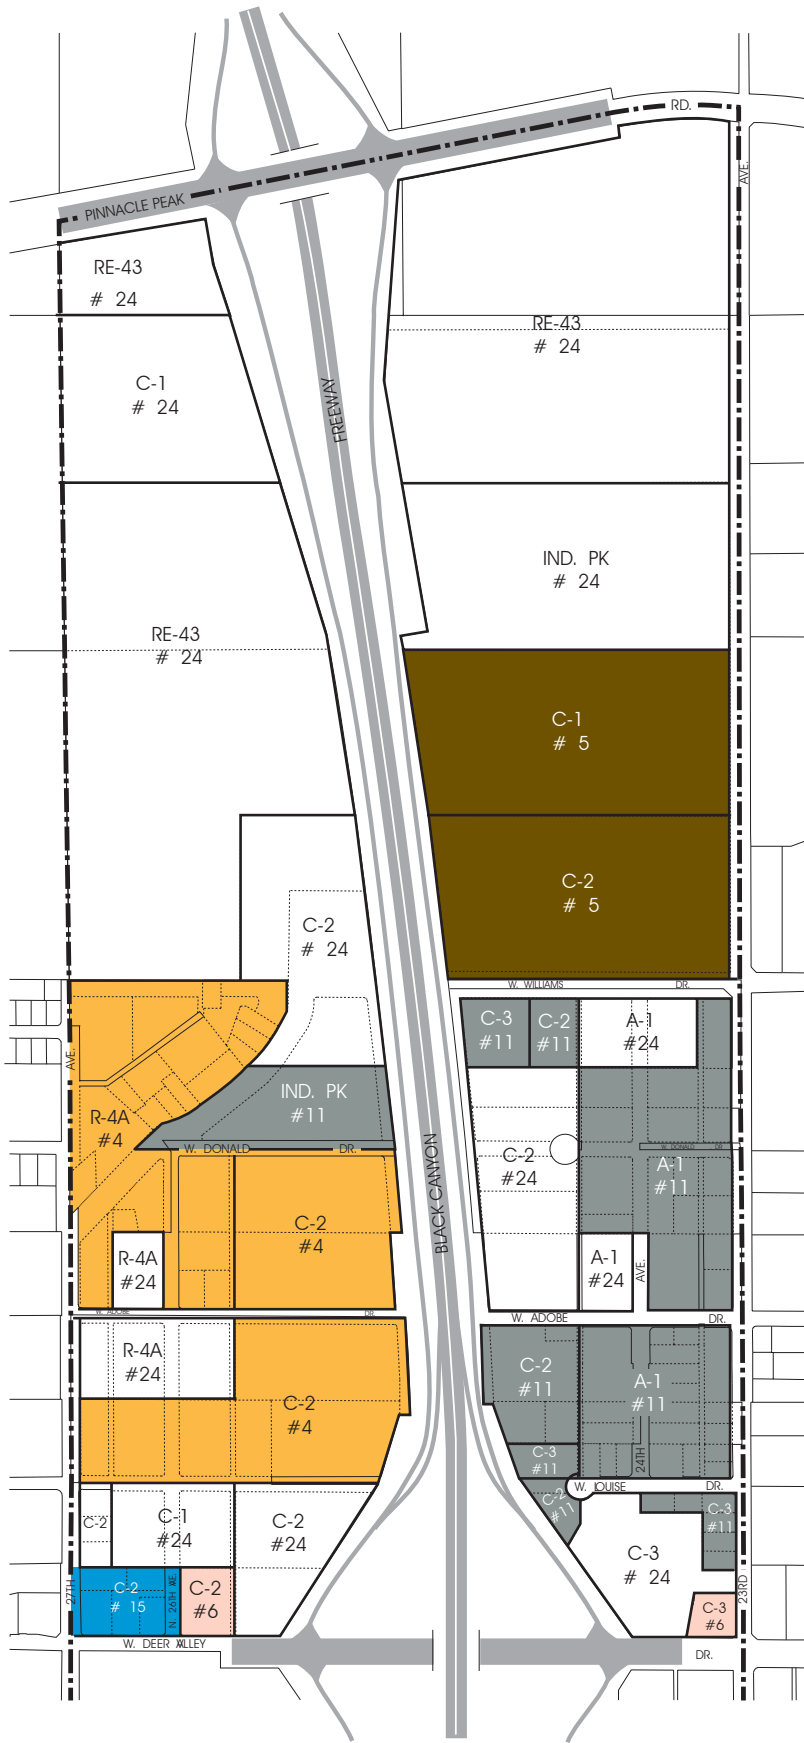 RD.
AVE.
PINNACLE PEAK
RE-43
# 24
RE-43
# 24
C-1
# 24
FREEWAY
IND. PK
# 24
RE-43
# 24
C-1
# 5
C-2
# 5
C-2
# 24
W. WILLIAMS DR.
C-3
#11
C-2
#11
A-1
#24
AVE.
IND. PK
#11
R-4A
#4
W. DONALD DR.
W. DONALD DR.
BLACK CANYON
C-2
#24
A-1
#11
C-2
#4
R-4A
#24
A-1
#24
AVE.
W. ADOBE DR.
W. ADOBE DR.
R-4A
#24
C-2
#11
A-1
#11
C-2
#4
C-3
#11
24TH
W. LOUISE DR.
C-2
#11
C-3
#11
C-2
C-1
#24
C-2
#24
C-3
# 24
27TH
C-2
# 15
N. 26TH AVE.
C-2
#6
23RD
C-3
#6
W. DEER VALLEY
DR.